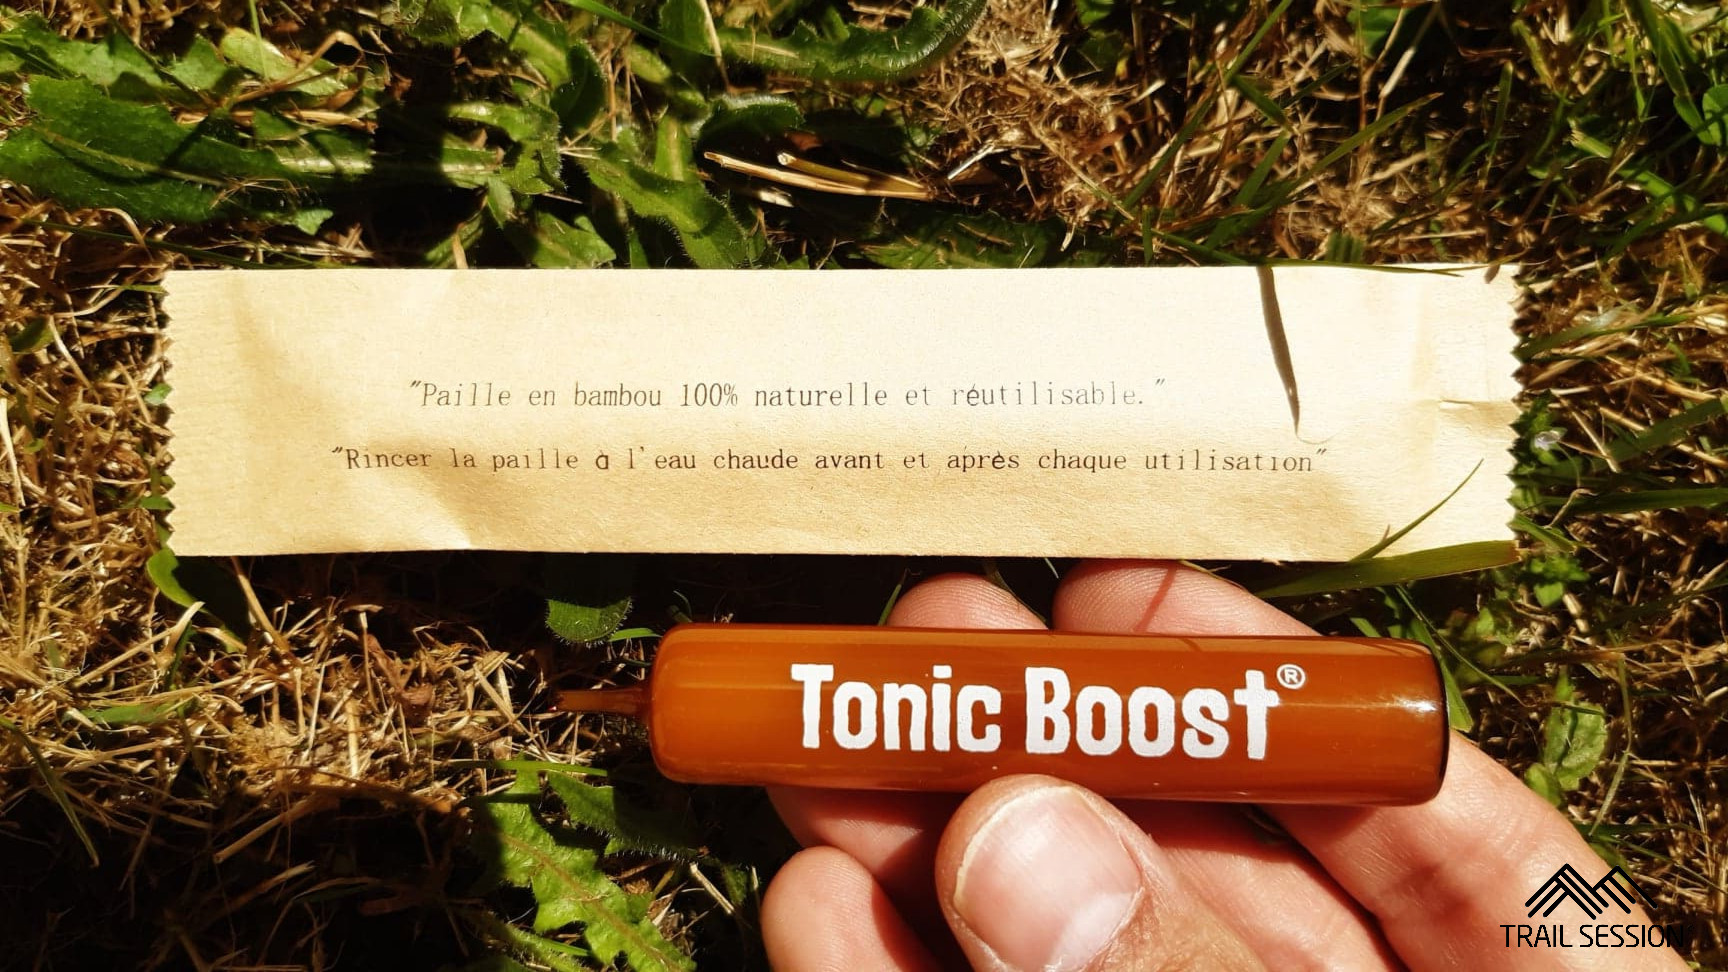 "Paille en bambou 100% naturelle et réutilisable."
"Rincer la paille à l'eau chaude avant et après chaque utilisation"
Tonic Boost®
TRAIL SESSION